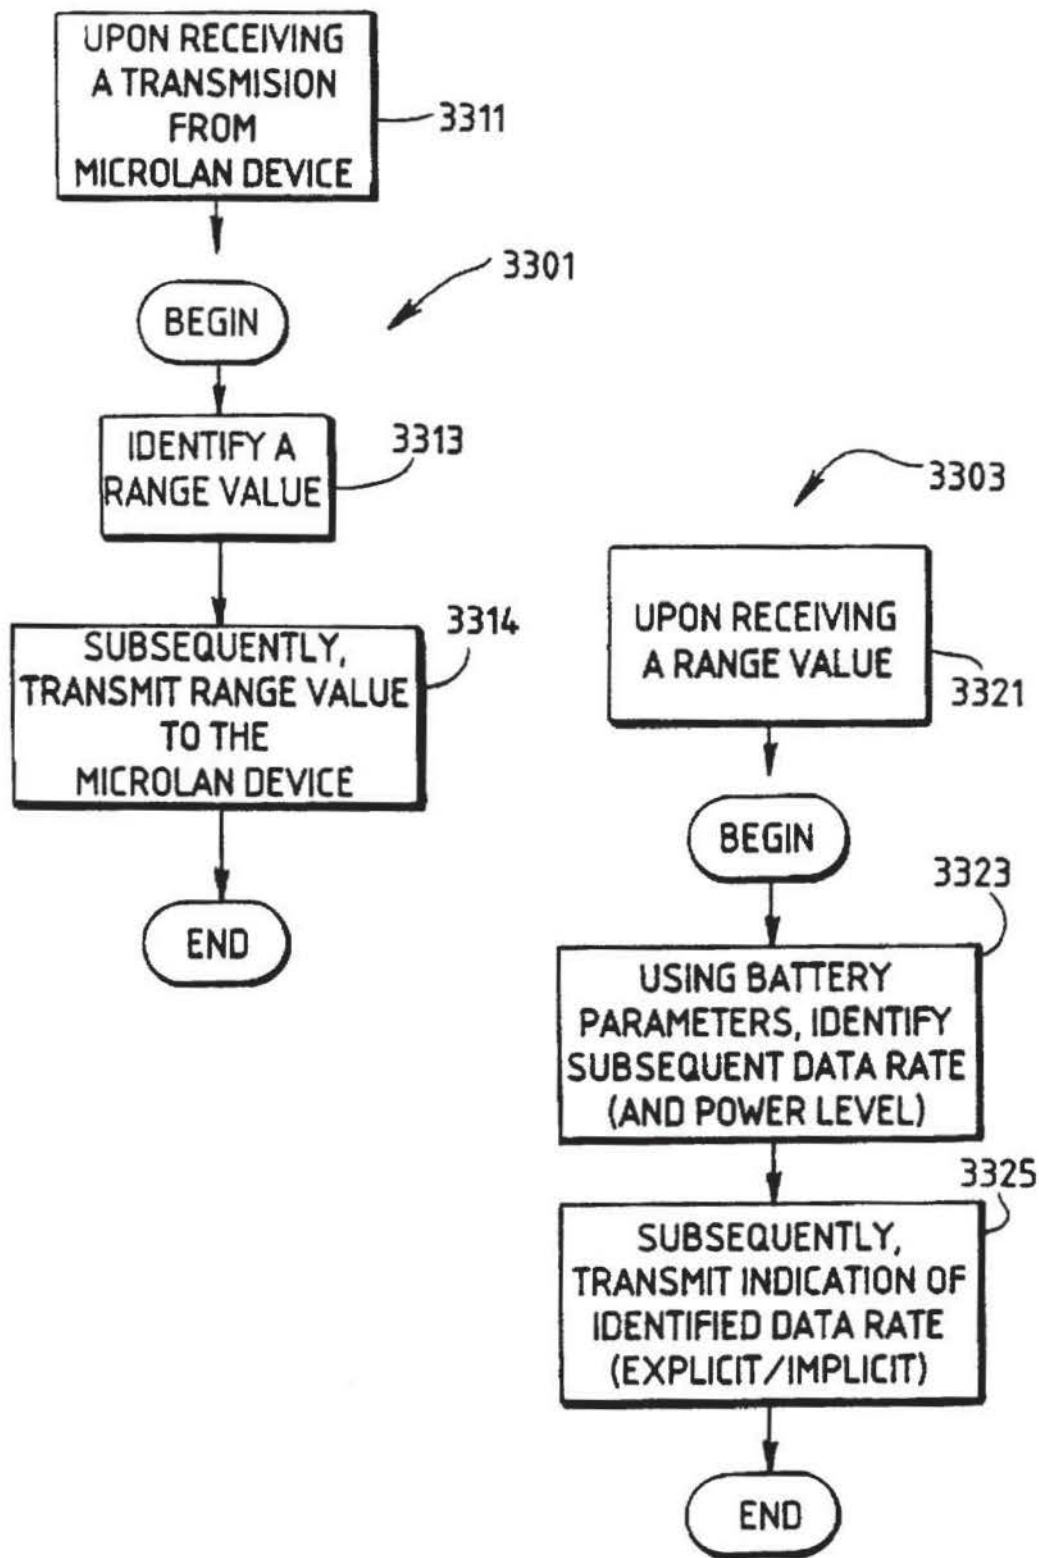 UPON RECEIVING
A TRANSMISION
FROM
MICROLAN DEVICE
3311
3301
BEGIN
IDENTIFY A
RANGE VALUE
3313
SUBSEQUENTLY,
TRANSMIT RANGE VALUE
TO THE
MICROLAN DEVICE
3314
END
3303
UPON RECEIVING
A RANGE VALUE
3321
BEGIN
3323
USING BATTERY
PARAMETERS, IDENTIFY
SUBSEQUENT DATA RATE
(AND POWER LEVEL)
3325
SUBSEQUENTLY,
TRANSMIT INDICATION OF
IDENTIFIED DATA RATE
(EXPLICIT/IMPLICIT)
END